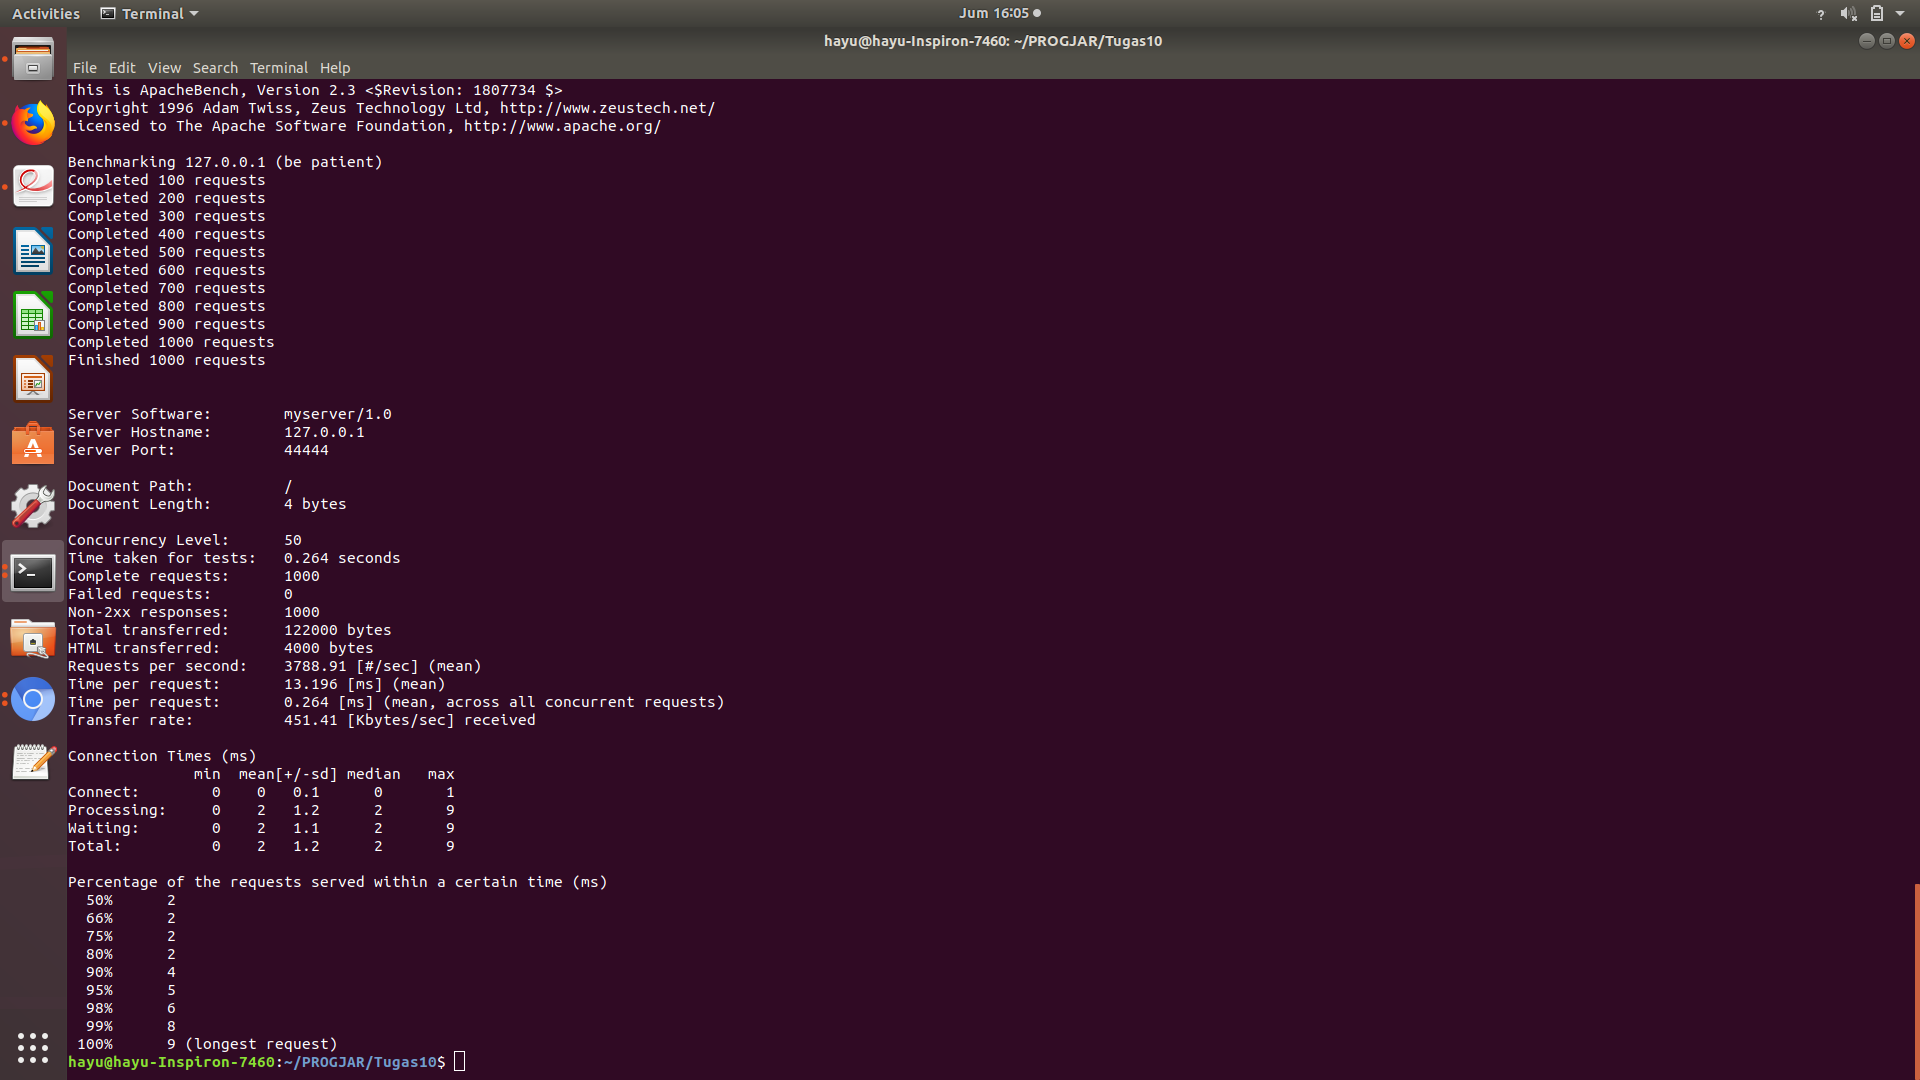 Activities Terminal Jum 16:05
hayu@hayu-Inspiron-7460: ~/PROGJAR/Tugas10
File Edit View Search Terminal Help
This is ApacheBench, Version 2.3 <$Revision: 1807734 $>
Copyright 1996 Adam Twiss, Zeus Technology Ltd, http://www.zeustech.net/
Licensed to The Apache Software Foundation, http://www.apache.org/

Benchmarking 127.0.0.1 (be patient)
Completed 100 requests
Completed 200 requests
Completed 300 requests
Completed 400 requests
Completed 500 requests
Completed 600 requests
Completed 700 requests
Completed 800 requests
Completed 900 requests
Completed 1000 requests
Finished 1000 requests


Server Software:        myserver/1.0
Server Hostname:        127.0.0.1
Server Port:            44444

Document Path:          /
Document Length:        4 bytes

Concurrency Level:      50
Time taken for tests:   0.264 seconds
Complete requests:      1000
Failed requests:        0
Non-2xx responses:      1000
Total transferred:      122000 bytes
HTML transferred:       4000 bytes
Requests per second:    3788.91 [#/sec] (mean)
Time per request:       13.196 [ms] (mean)
Time per request:       0.264 [ms] (mean, across all concurrent requests)
Transfer rate:          451.41 [Kbytes/sec] received

Connection Times (ms)
              min  mean[+/-sd] median   max
Connect:        0    0   0.1      0       1
Processing:     0    2   1.2      2       9
Waiting:        0    2   1.1      2       9
Total:          0    2   1.2      2       9

Percentage of the requests served within a certain time (ms)
  50%      2
  66%      2
  75%      2
  80%      2
  90%      4
  95%      5
  98%      6
  99%      8
 100%      9 (longest request)
hayu@hayu-Inspiron-7460:~/PROGJAR/Tugas10$